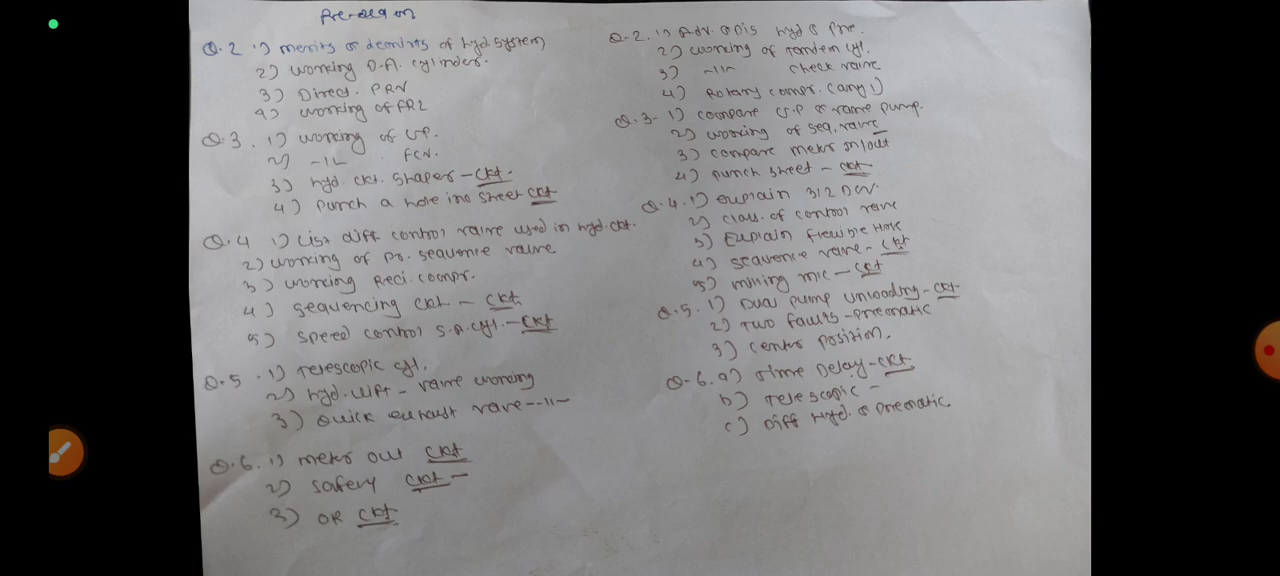 Q.2 1) merits & demerits of hyd system
2) working D.A. cylinder.
3) Direct. PRV
4) working of FRL
Q.3. 1) working of V.P.
2) -11- FCV.
3) hyd. ckt. shaper - ckt.
4) punch a hole ino sheet ckt
Q.4 1) List diff control valve used in hyd. ckt.
2) working of pr. sequence valve
3) working Reci. compr.
4) sequencing ckt - ckt
5) speed control S.A. cyl. - ckt
Q.5 . 1) Telescopic cyl.
2) hyd. lift - valve working
3) Quick exhaust valve -11-
Q.6. 1) meter out ckt
2) safety ckt -
3) OR ckt
Q.2. 1) Adv. & Dis hyd & Pne.
2) working of Tandem cyl.
3) -11- check valve
4) Rotary compr. (any 1)
Q.3- 1) compare G.P & vane pump.
2) working of seq. valve
3) compare meter in/out
4) punch sheet - ckt
Q.4. 1) explain 3/2 DCV.
2) class. of control valve
3) Explain flexible Hose
4) sequence valve - ckt
5) milling m/c - ckt
Q.5. 1) Dual pump unloading - ckt
2) Two faults - pneumatic
3) center position.
Q-6. a) Time Delay - ckt
b) Telescopic -
c) Diff Hyd. & Pnematic